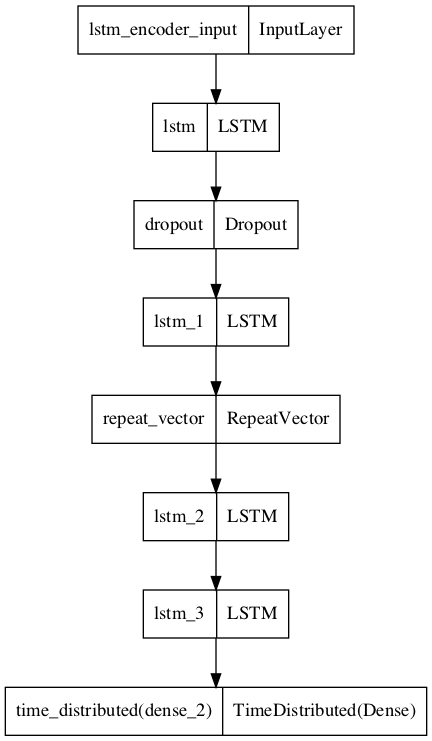 lstm_encoder_input InputLayer
lstm LSTM
dropout Dropout
lstm_1 LSTM
repeat_vector RepeatVector
lstm_2 LSTM
lstm_3 LSTM
time_distributed(dense_2) TimeDistributed(Dense)